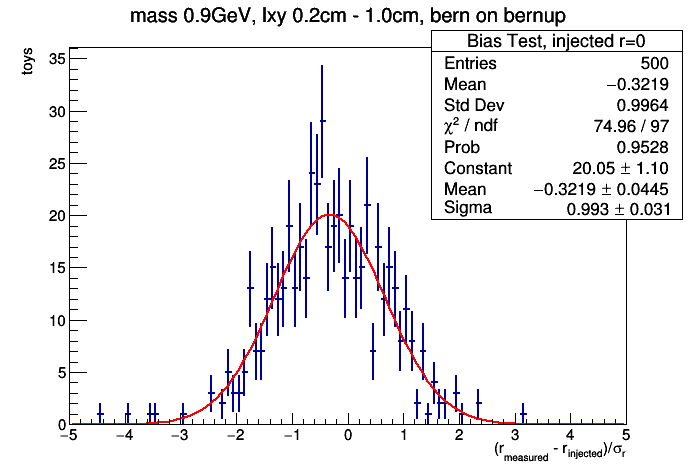 mass 0.9GeV, lxy 0.2cm - 1.0cm, bern on bernup
toys
Bias Test, injected r=0
Entries 500
Mean −0.3219
Std Dev 0.9964
χ² / ndf 74.96 / 97
Prob 0.9528
Constant 20.05 ± 1.10
Mean −0.3219 ± 0.0445
Sigma 0.993 ± 0.031
35
30
25
20
15
10
5
0
−5 −4 −3 −2 −1 0 1 2 3 4 5
(r_measured - r_injected)/σ_r